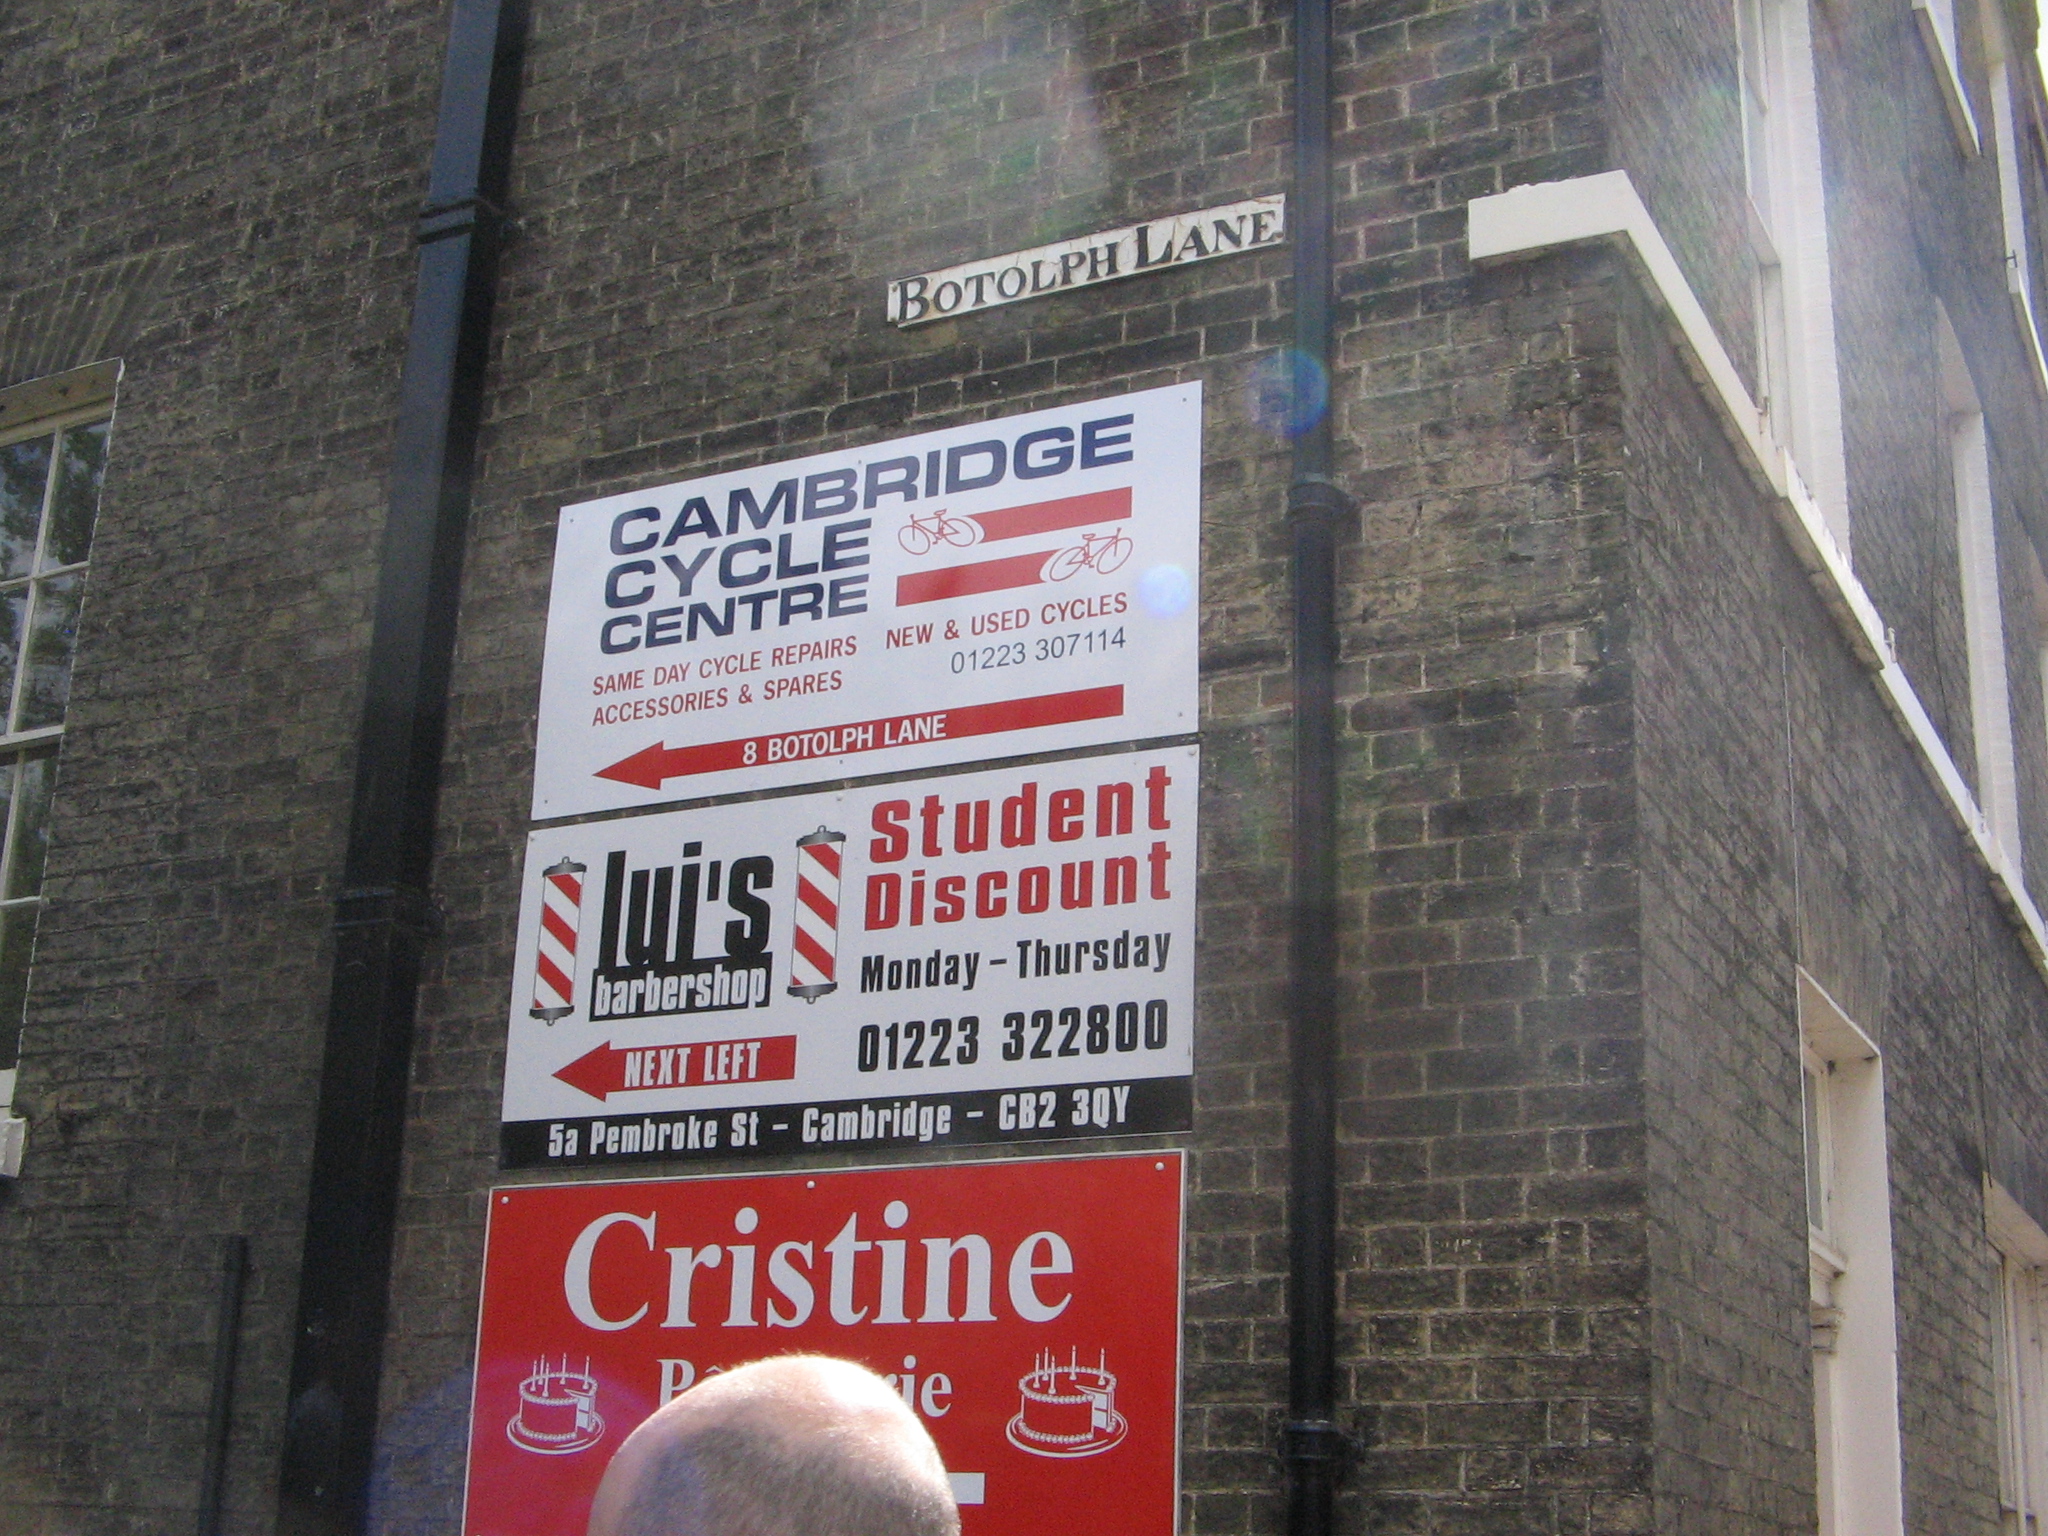 BOTOLPH LANE
CAMBRIDGE
CYCLE
CENTRE
SAME DAY CYCLE REPAIRS
ACCESSORIES & SPARES
NEW & USED CYCLES
01223 307114
8 BOTOLPH LANE
lui's
barbershop
NEXT LEFT
Student
Discount
Monday – Thursday
01223 322800
5a Pembroke St – Cambridge – CB2 3QY
Cristine